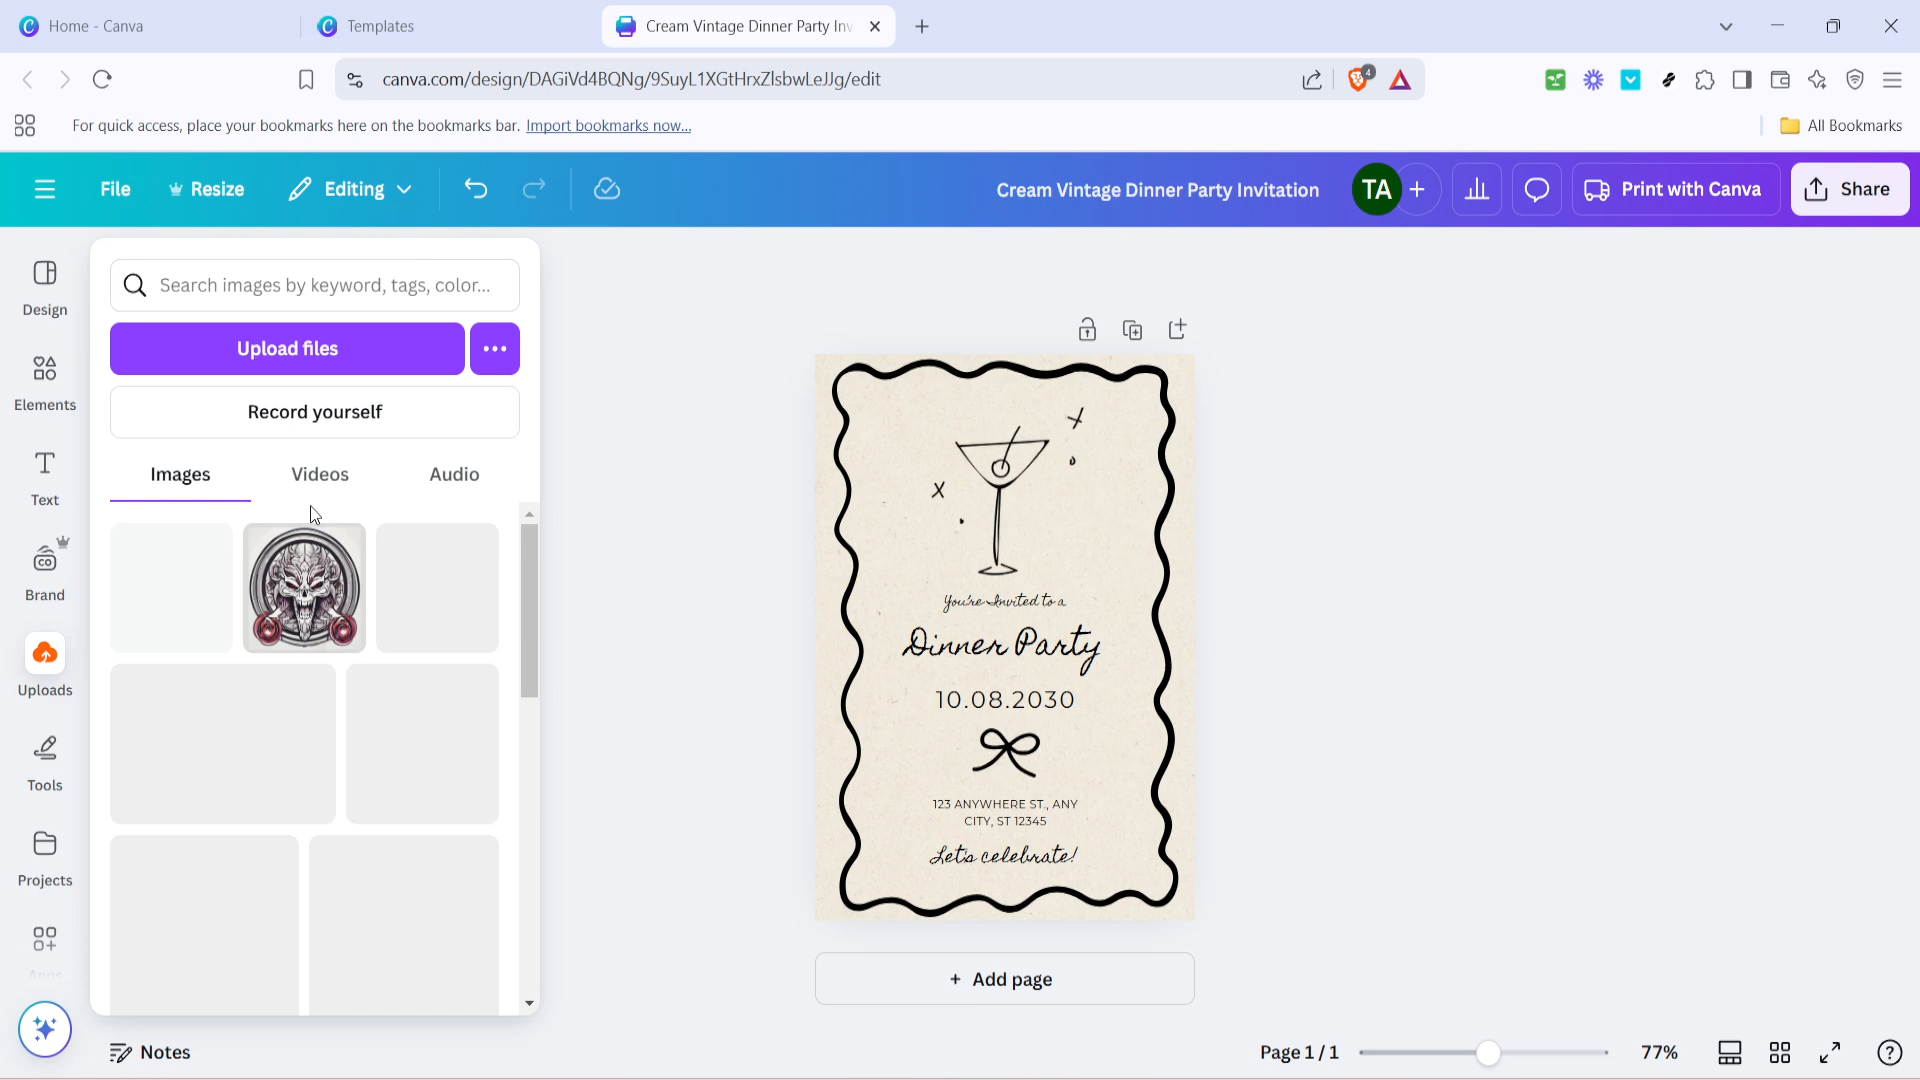 Home - Canva
Templates
Cream Vintage Dinner Party Inv
canva.com/design/DAGiVd4BQNg/9SuyL1XGtHrxZlsbwLeJJg/edit
4
For quick access, place your bookmarks here on the bookmarks bar. Import bookmarks now...
All Bookmarks
File
Resize
Editing
Cream Vintage Dinner Party Invitation
TA
Print with Canva
Share
Design
Elements
Text
Brand
Uploads
Tools
Projects
Apps
Search images by keyword, tags, color...
Upload files
Record yourself
Images
Videos
Audio
You're Invited to a
Dinner Party
10.08.2030
123 ANYWHERE ST., ANY
CITY, ST 12345
Let's celebrate!
+ Add page
Notes
Page 1 / 1
77%